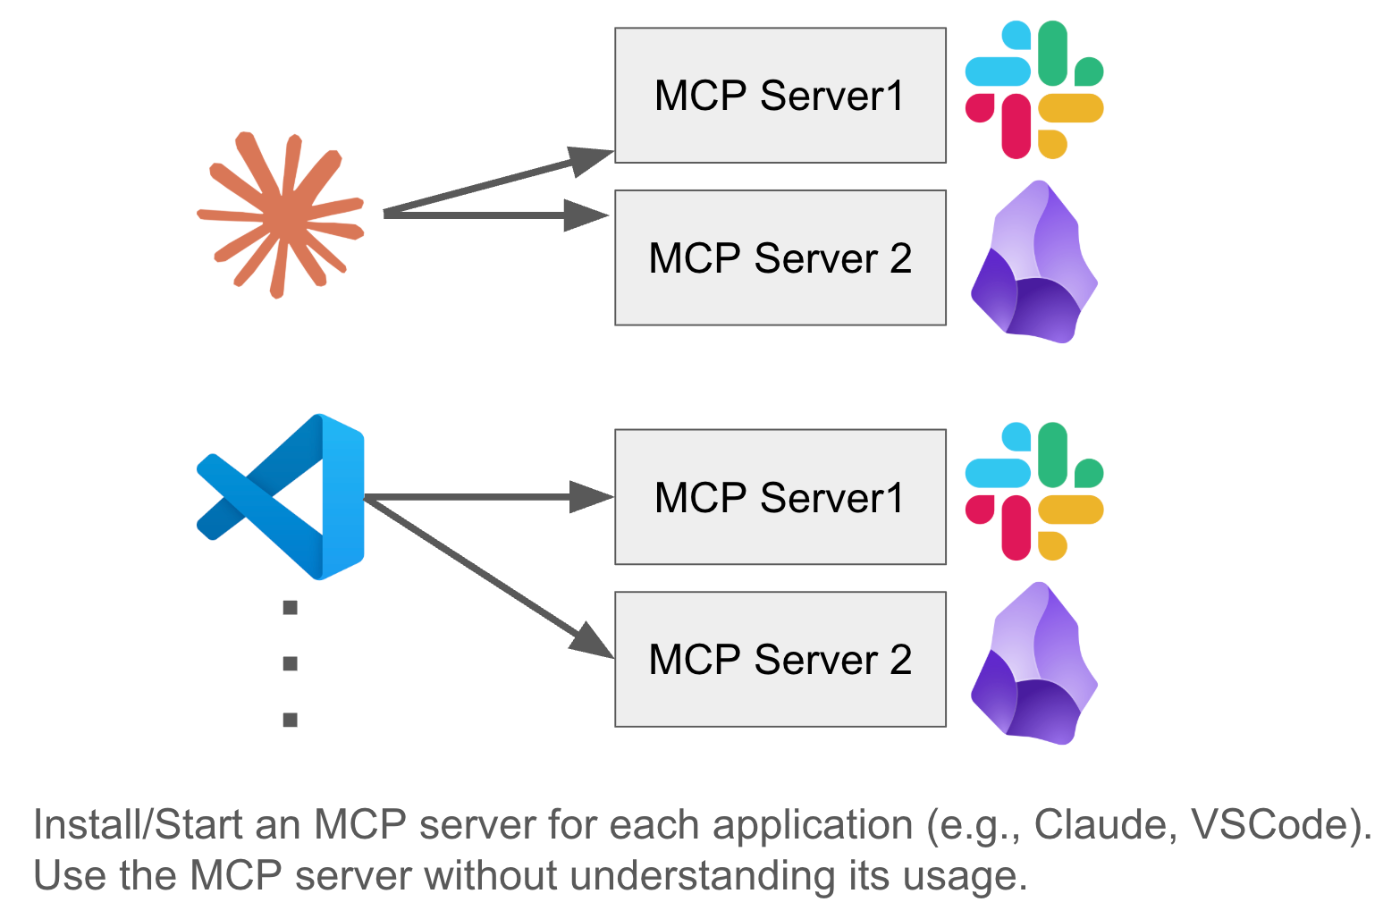 MCP Server1
MCP Server 2
MCP Server1
MCP Server 2
Install/Start an MCP server for each application (e.g., Claude, VSCode).
Use the MCP server without understanding its usage.